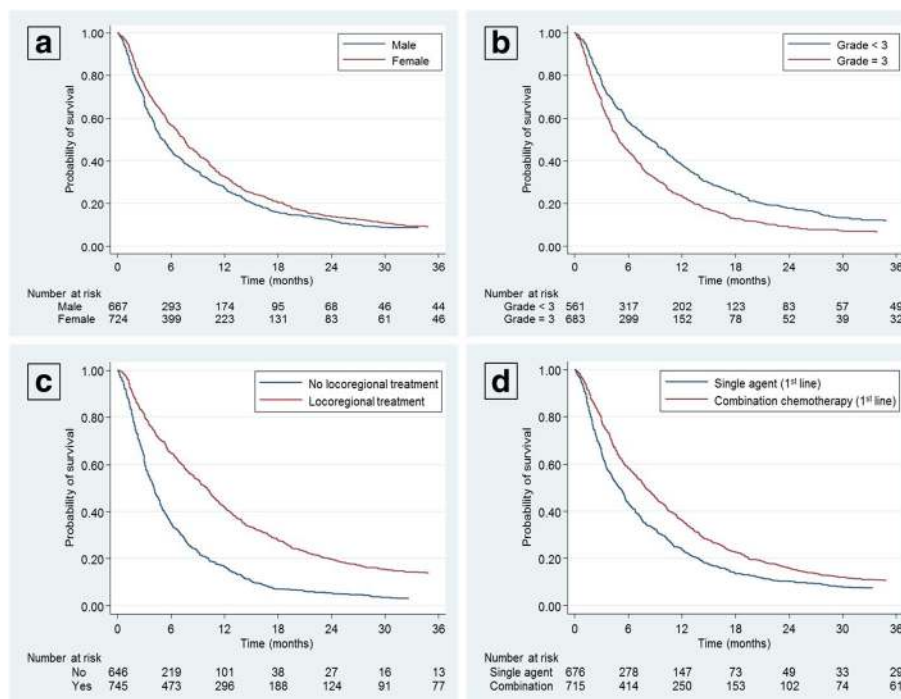 a
Male
Female
Probability of survival
1.00
0.80
0.60
0.40
0.20
0.00
0 6 12 18 24 30 36
Time (months)
Number at risk
Male 667 293 174 95 68 46 44
Female 724 399 223 131 83 61 46
b
Grade < 3
Grade = 3
Probability of survival
1.00
0.80
0.60
0.40
0.20
0.00
0 6 12 18 24 30 36
Time (months)
Number at risk
Grade < 3 561 317 202 123 83 57 49
Grade = 3 683 299 152 78 52 39 32
c
No locoregional treatment
Locoregional treatment
Probability of survival
1.00
0.80
0.60
0.40
0.20
0.00
0 6 12 18 24 30 36
Time (months)
Number at risk
No 646 219 101 38 27 16 13
Yes 745 473 296 188 124 91 77
d
Single agent (1st line)
Combination chemotherapy (1st line)
Probability of survival
1.00
0.80
0.60
0.40
0.20
0.00
0 6 12 18 24 30 36
Time (months)
Number at risk
Single agent 676 278 147 73 49 33 29
Combination 715 414 250 153 102 74 61